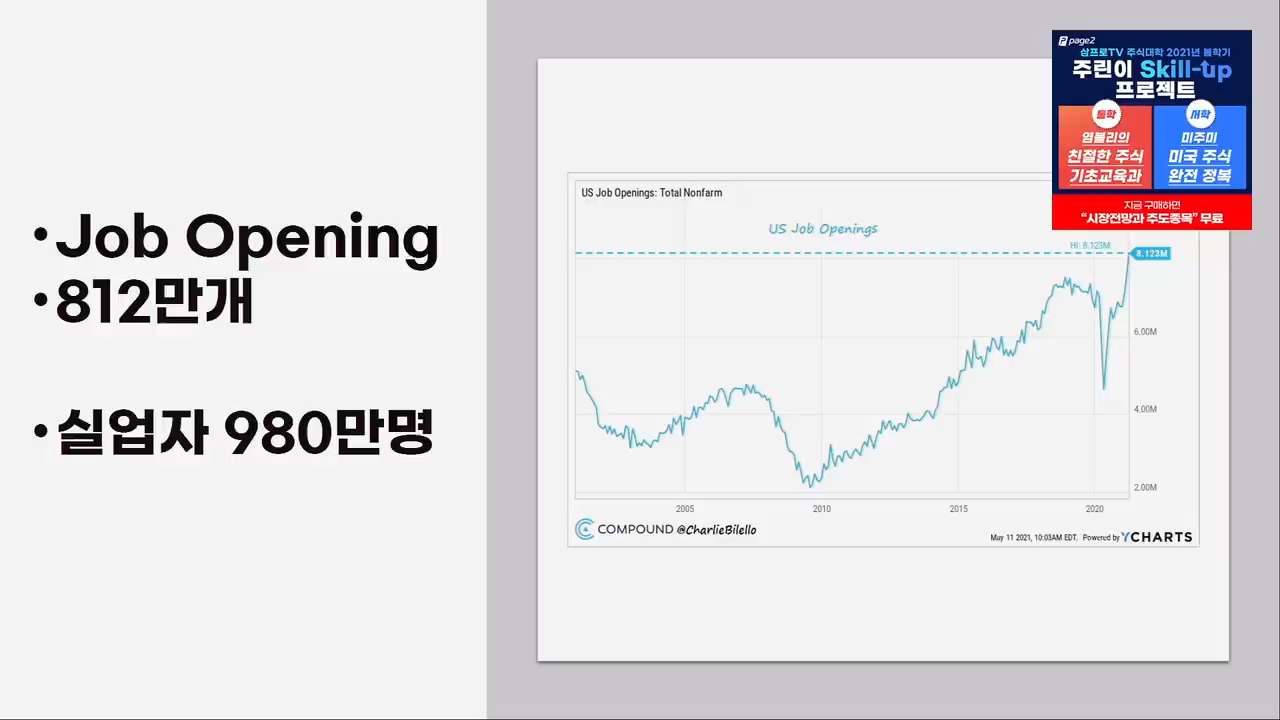 • Job Opening
• 812만개
• 실업자 980만명
US Job Openings: Total Nonfarm
US Job Openings
HI: 8.123M
8.123M
6.00M
4.00M
2.00M
2005
2010
2015
2020
COMPOUND @CharlieBilello
May 11 2021, 10:03AM EDT. Powered by YCHARTS
page2
삼프로TV 주식대학 2021년 봄학기
주린이 Skill-up
프로젝트
동학
염블리의
친절한 주식
기초교육과
서학
미주미
미국 주식
완전 정복
지금 구매하면
“시장전망과 주도종목” 무료